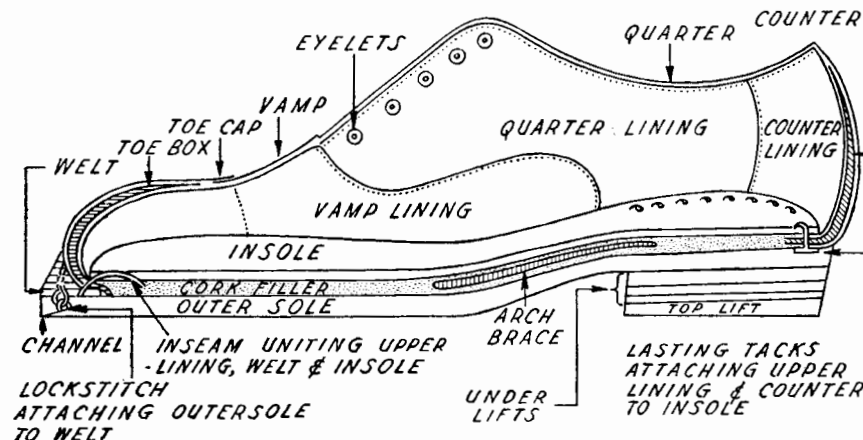 COUNTER
QUARTER
EYELETS
VAMP
TOE CAP
TOE BOX
WELT
QUARTER LINING
COUNTER
LINING
VAMP LINING
INSOLE
CORK FILLER
OUTER SOLE
ARCH
BRACE
TOP LIFT
CHANNEL
INSEAM UNITING UPPER
LINING, WELT & INSOLE
LOCKSTITCH
ATTACHING OUTERSOLE
TO WELT
UNDER
LIFTS
LASTING TACKS
ATTACHING UPPER
LINING & COUNTER
TO INSOLE